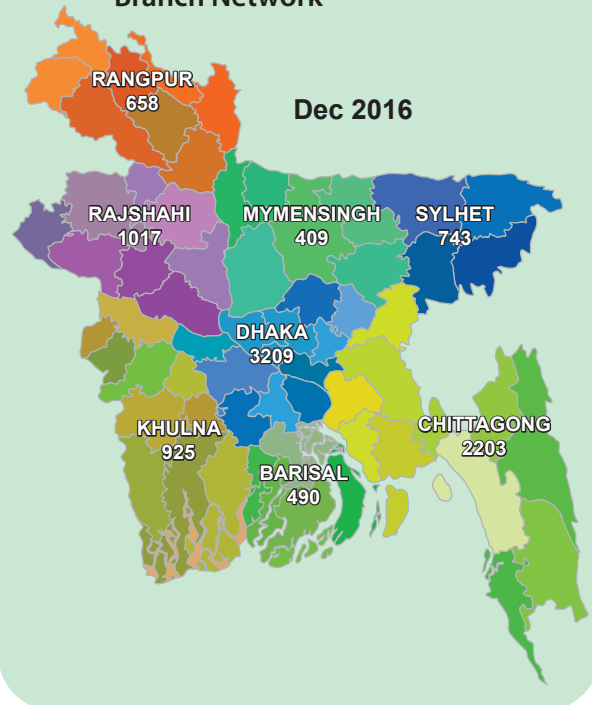 Branch Network
Dec 2016
RANGPUR
658
RAJSHAHI
1017
MYMENSINGH
409
SYLHET
743
DHAKA
3209
KHULNA
925
BARISAL
490
CHITTAGONG
2203